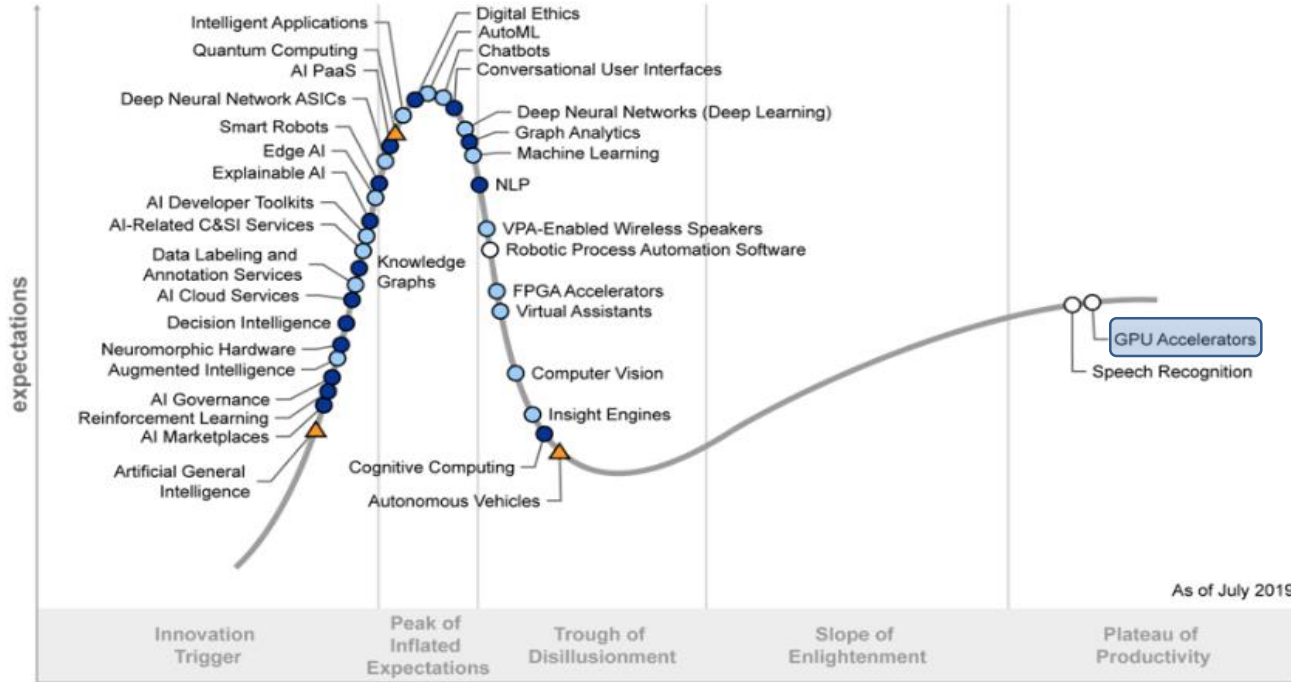 expectations
Intelligent Applications
Quantum Computing
AI PaaS
Deep Neural Network ASICs
Smart Robots
Edge AI
Explainable AI
AI Developer Toolkits
AI-Related C&SI Services
Data Labeling and
Annotation Services
AI Cloud Services
Decision Intelligence
Neuromorphic Hardware
Augmented Intelligence
AI Governance
Reinforcement Learning
AI Marketplaces
Artificial General
Intelligence
Knowledge
Graphs
Digital Ethics
AutoML
Chatbots
Conversational User Interfaces
Deep Neural Networks (Deep Learning)
Graph Analytics
Machine Learning
NLP
VPA-Enabled Wireless Speakers
Robotic Process Automation Software
FPGA Accelerators
Virtual Assistants
Computer Vision
Insight Engines
Cognitive Computing
Autonomous Vehicles
GPU Accelerators
Speech Recognition
As of July 2019
Innovation
Trigger
Peak of
Inflated
Expectations
Trough of
Disillusionment
Slope of
Enlightenment
Plateau of
Productivity